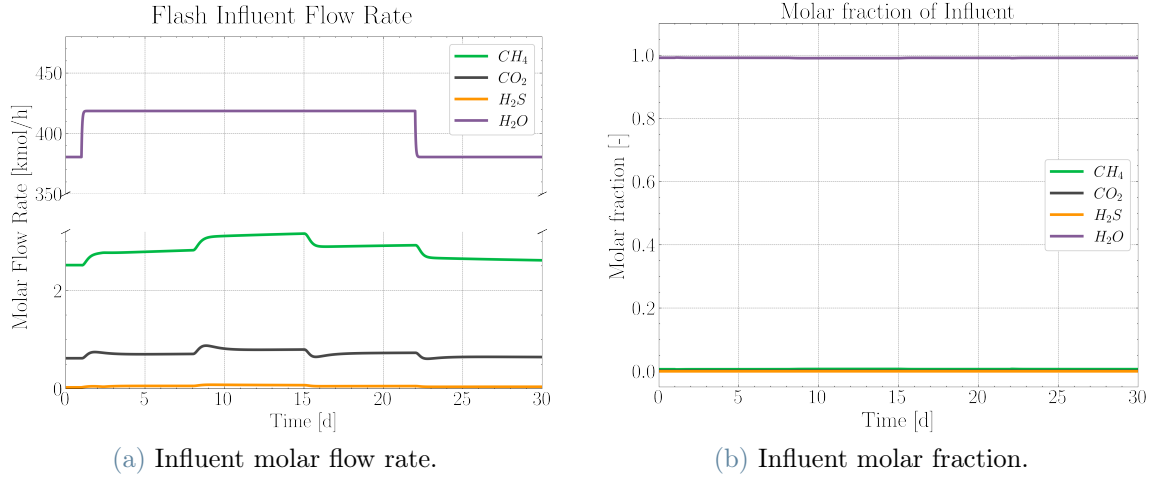 Flash Influent Flow Rate
Molar Flow Rate [kmol/h]
450
400
350
2
0
CH₄
CO₂
H₂S
H₂O
0 5 10 15 20 25 30
Time [d]
(a) Influent molar flow rate.
Molar fraction of Influent
Molar fraction [-]
1.0
0.8
0.6
0.4
0.2
0.0
CH₄
CO₂
H₂S
H₂O
0 5 10 15 20 25 30
Time [d]
(b) Influent molar fraction.